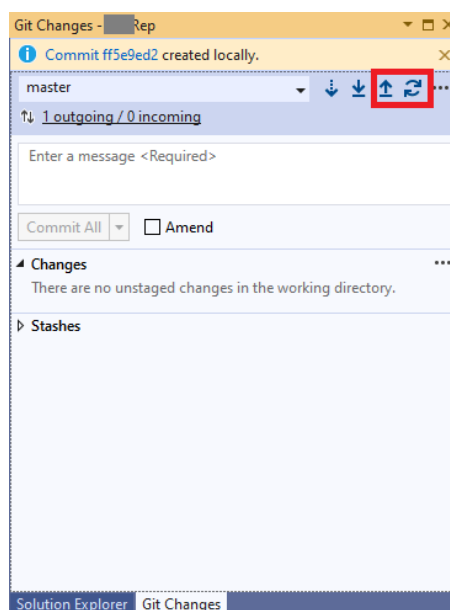 Git Changes - Rep
Commit ff5e9ed2 created locally.
master
1 outgoing / 0 incoming
Enter a message <Required>
Commit All
Amend
Changes
There are no unstaged changes in the working directory.
Stashes
Solution Explorer Git Changes